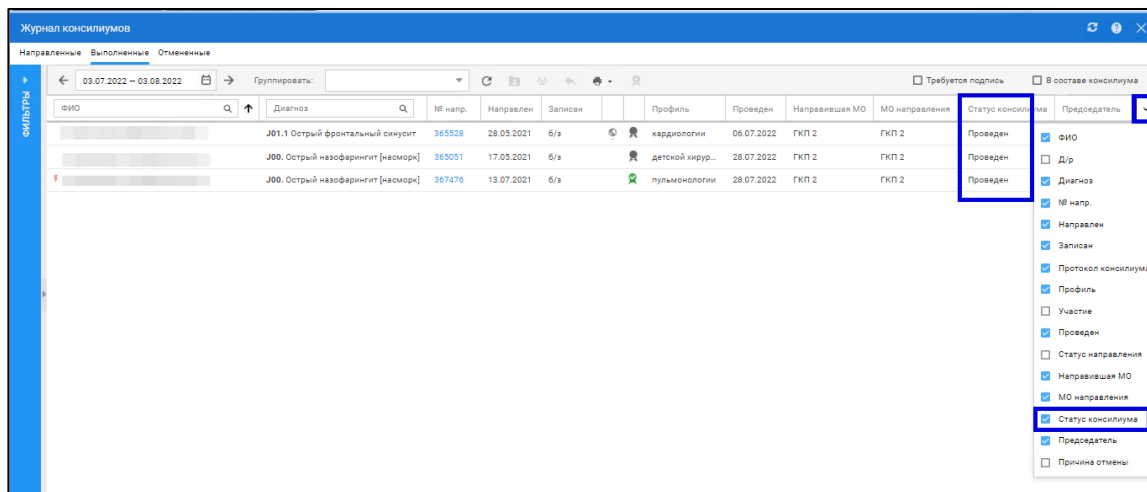 Журнал консилиумов
Направленные Выполненные Отмененные
03.07.2022 – 03.08.2022 Группировать: Требуется подпись В составе консилиума
ФИЛЬТРЫ
ФИО Диагноз № напр. Направлен Записан Профиль Проведен Направившая МО МО направления Статус консилиума Председатель
J01.1 Острый фронтальный синусит 365528 28.05.2021 б/з кардиологии 06.07.2022 ГКП 2 ГКП 2 Проведен
J00. Острый назофарингит [насморк] 365051 17.05.2021 б/з детской хирур... 28.07.2022 ГКП 2 ГКП 2 Проведен
J00. Острый назофарингит [насморк] 367476 13.07.2021 б/з пульмонологии 28.07.2022 ГКП 2 ГКП 2 Проведен
ФИО
Д/р
Диагноз
№ напр.
Направлен
Записан
Протокол консилиума
Профиль
Участие
Проведен
Статус направления
Направившая МО
МО направления
Статус консилиума
Председатель
Причина отмены